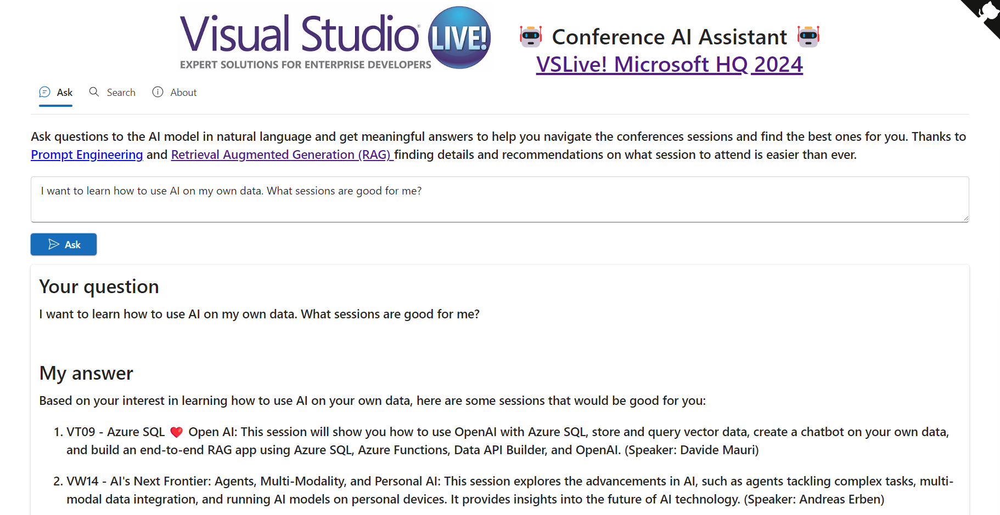 Visual Studio® LIVE!
EXPERT SOLUTIONS FOR ENTERPRISE DEVELOPERS
🤖 Conference AI Assistant 🤖
VSLive! Microsoft HQ 2024
Ask Search About
Ask questions to the AI model in natural language and get meaningful answers to help you navigate the conferences sessions and find the best ones for you. Thanks to
Prompt Engineering and Retrieval Augmented Generation (RAG) finding details and recommendations on what session to attend is easier than ever.
I want to learn how to use AI on my own data. What sessions are good for me?
Ask
Your question
I want to learn how to use AI on my own data. What sessions are good for me?
My answer
Based on your interest in learning how to use AI on your own data, here are some sessions that would be good for you:
1. VT09 - Azure SQL ❤️ Open AI: This session will show you how to use OpenAI with Azure SQL, store and query vector data, create a chatbot on your own data,
and build an end-to-end RAG app using Azure SQL, Azure Functions, Data API Builder, and OpenAI. (Speaker: Davide Mauri)
2. VW14 - AI's Next Frontier: Agents, Multi-Modality, and Personal AI: This session explores the advancements in AI, such as agents tackling complex tasks, multi-
modal data integration, and running AI models on personal devices. It provides insights into the future of AI technology. (Speaker: Andreas Erben)